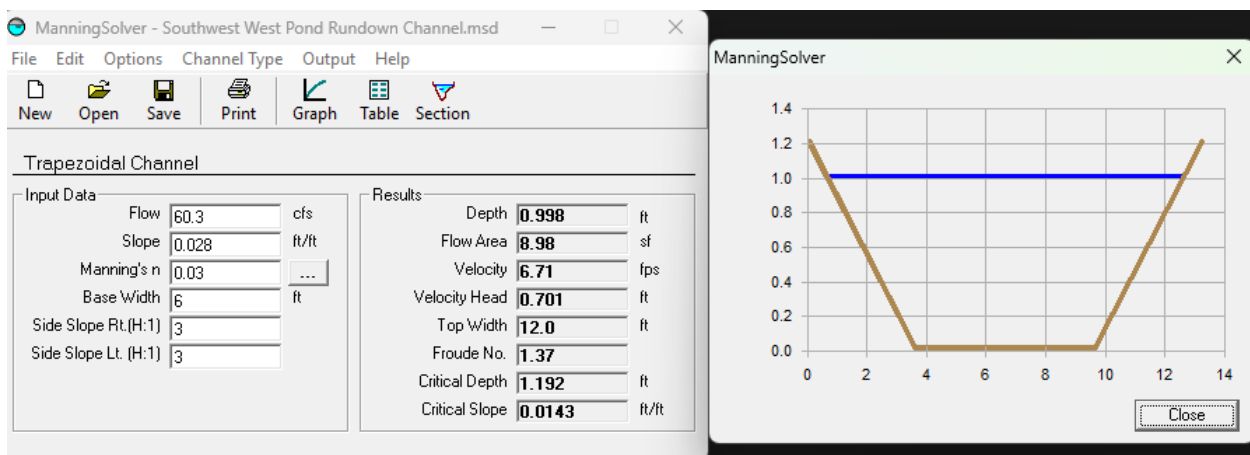 ManningSolver - Southwest West Pond Rundown Channel.msd
File Edit Options Channel Type Output Help
New Open Save Print Graph Table Section
Trapezoidal Channel
Input Data
Flow 60.3 cfs
Slope 0.028 ft/ft
Manning's n 0.03 ...
Base Width 6 ft
Side Slope Rt.(H:1) 3
Side Slope Lt. (H:1) 3
Results
Depth 0.998 ft
Flow Area 8.98 sf
Velocity 6.71 fps
Velocity Head 0.701 ft
Top Width 12.0 ft
Froude No. 1.37
Critical Depth 1.192 ft
Critical Slope 0.0143 ft/ft
ManningSolver
1.4
1.2
1.0
0.8
0.6
0.4
0.2
0.0
0 2 4 6 8 10 12 14
Close